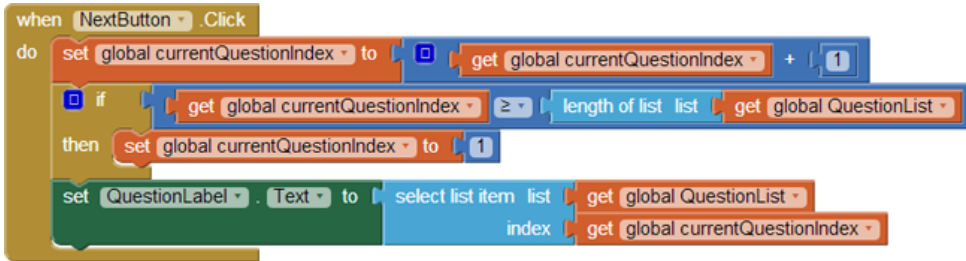 when NextButton .Click
do set global currentQuestionIndex to get global currentQuestionIndex + 1
if get global currentQuestionIndex ≥ length of list list get global QuestionList
then set global currentQuestionIndex to 1
set QuestionLabel . Text to select list item list get global QuestionList
index get global currentQuestionIndex